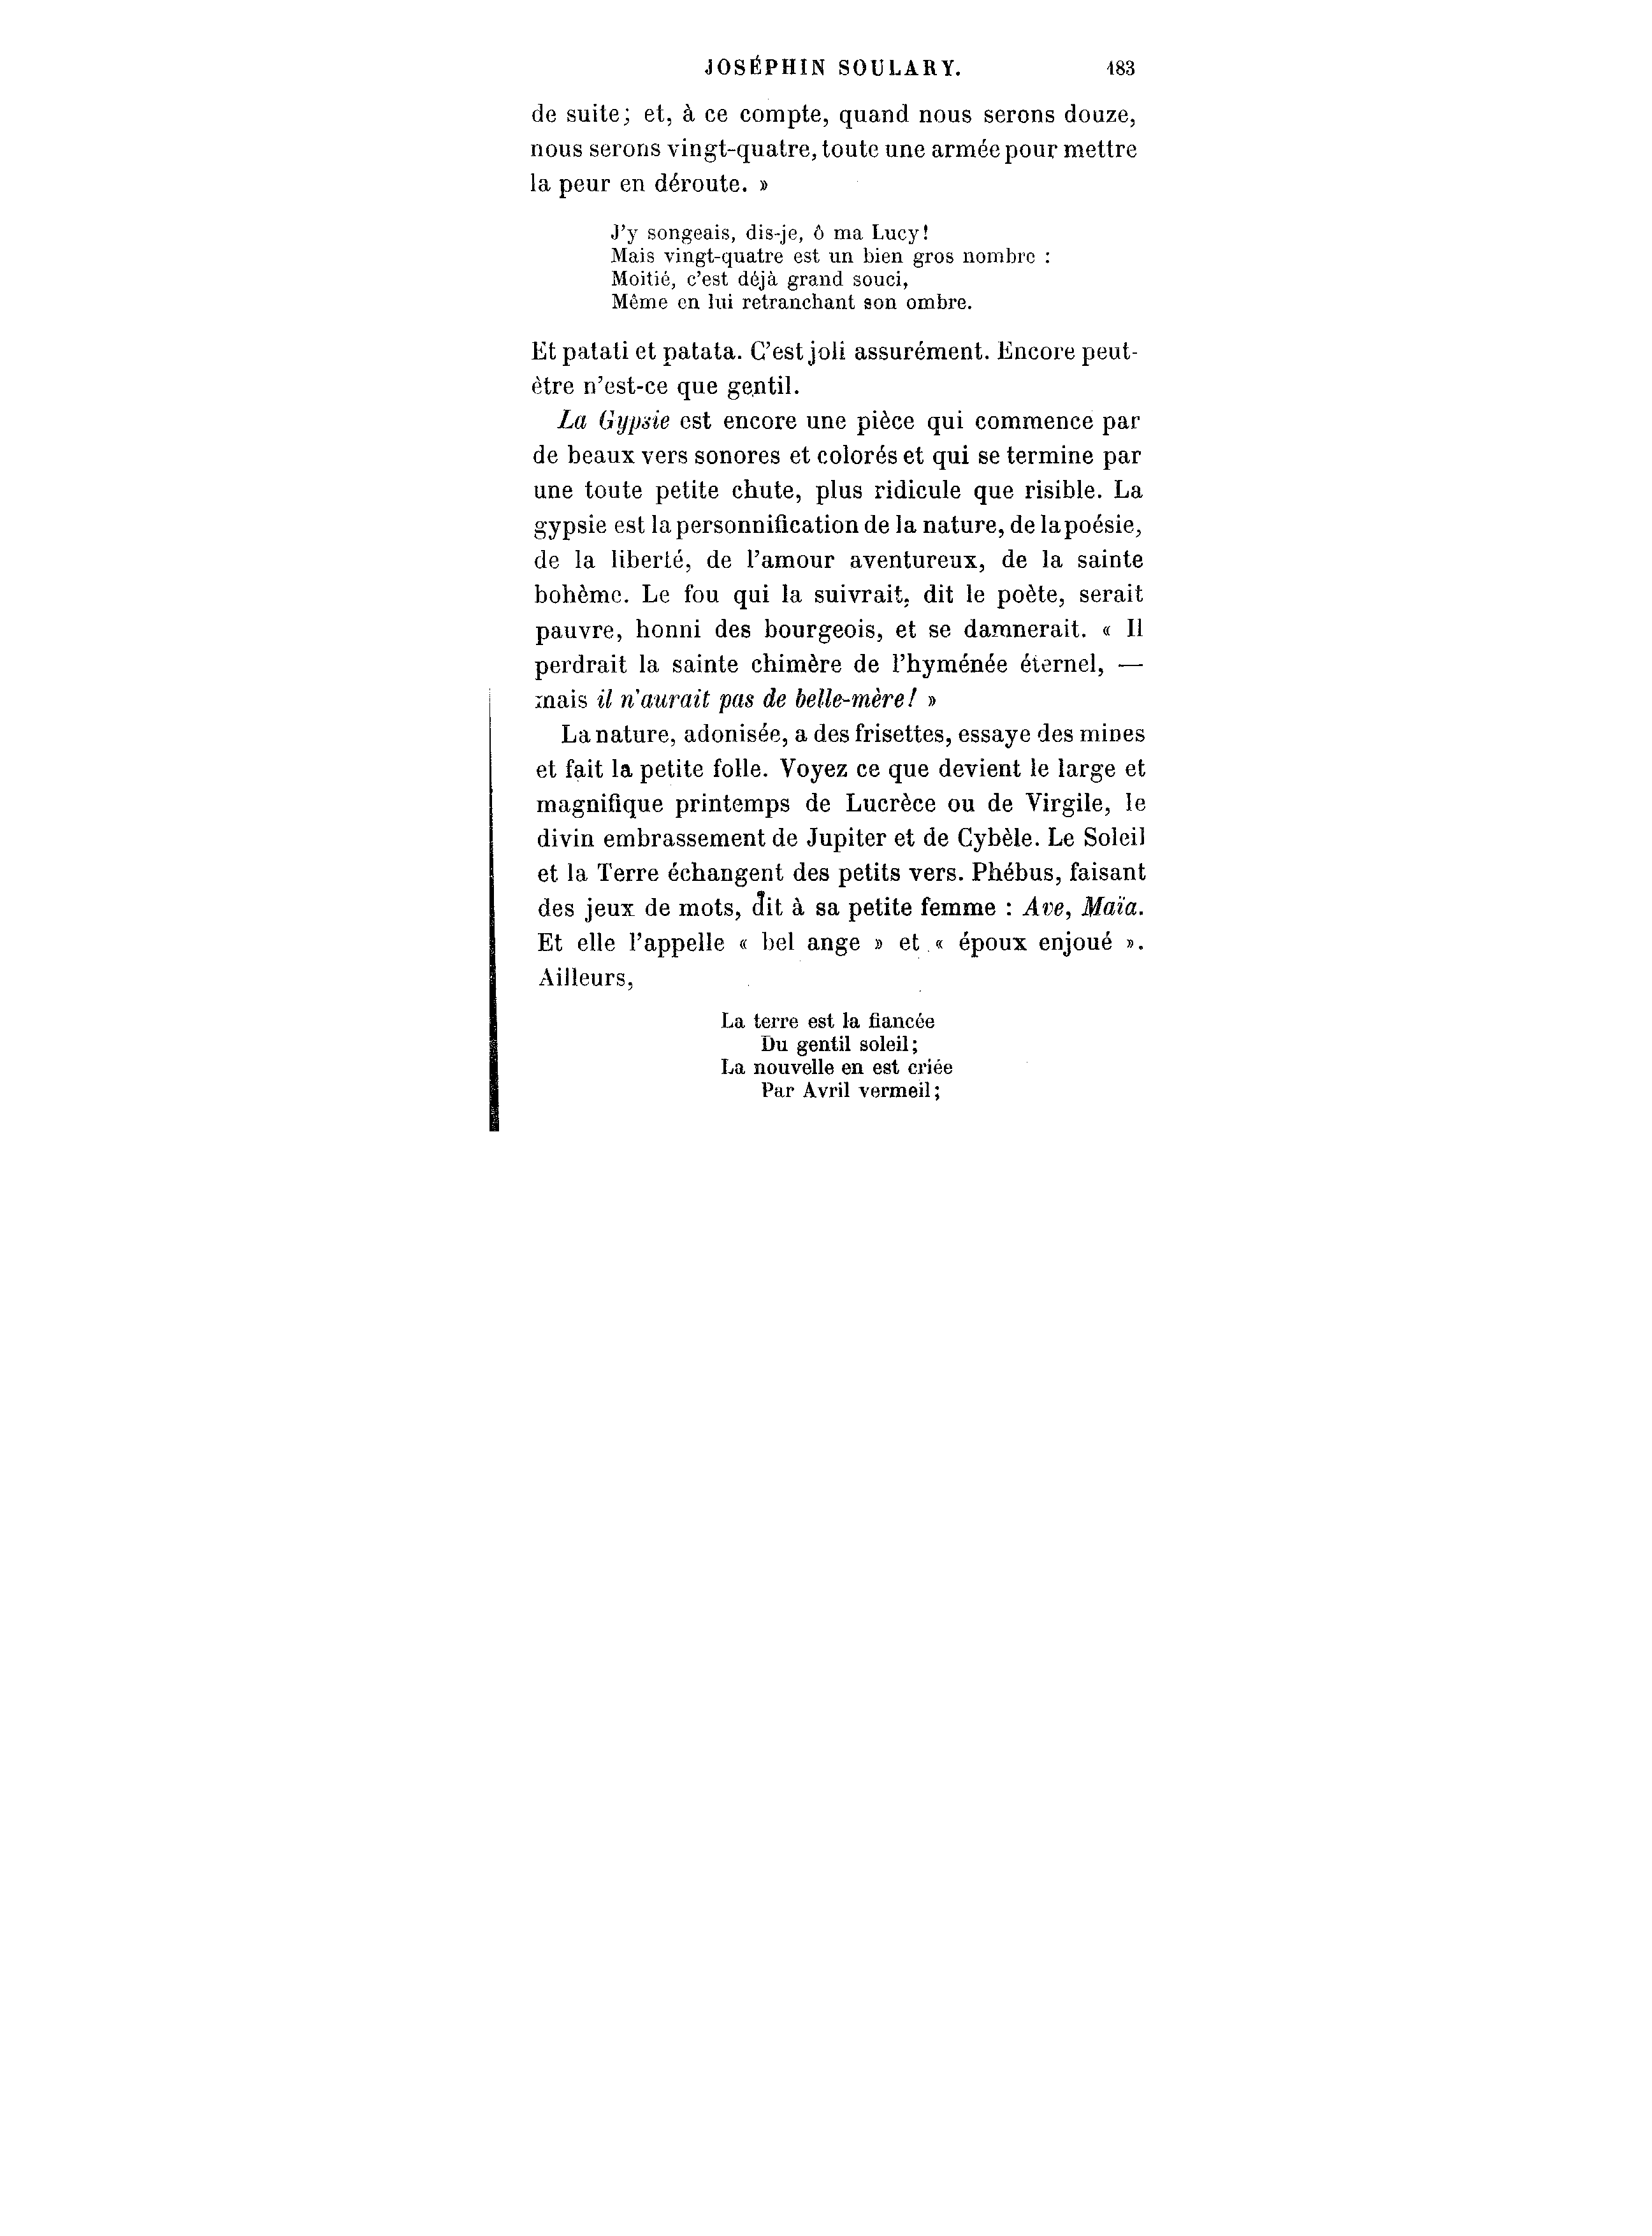 JOSÉPHIN SOULARY. 183
de suite; et, à ce compte, quand nous serons douze,
nous serons vingt-quatre, toute une armée pour mettre
la peur en déroute. »
J'y songeais, dis-je, ô ma Lucy!
Mais vingt-quatre est un bien gros nombre :
Moitié, c'est déjà grand souci,
Même en lui retranchant son ombre.
Et patati et patata. C'est joli assurément. Encore peut-
être n'est-ce que gentil.
La Gypsie est encore une pièce qui commence par
de beaux vers sonores et colorés et qui se termine par
une toute petite chute, plus ridicule que risible. La
gypsie est la personnification de la nature, de la poésie,
de la liberté, de l'amour aventureux, de la sainte
bohème. Le fou qui la suivrait, dit le poète, serait
pauvre, honni des bourgeois, et se damnerait. « Il
perdrait la sainte chimère de l'hyménée éternel, —
mais il n'aurait pas de belle-mère! »
La nature, adonisée, a des frisettes, essaye des mines
et fait la petite folle. Voyez ce que devient le large et
magnifique printemps de Lucrèce ou de Virgile, le
divin embrassement de Jupiter et de Cybèle. Le Soleil
et la Terre échangent des petits vers. Phébus, faisant
des jeux de mots, dit à sa petite femme : Ave, Maïa.
Et elle l'appelle « bel ange » et « époux enjoué ».
Ailleurs,
La terre est la fiancée
Du gentil soleil;
La nouvelle en est criée
Par Avril vermeil;